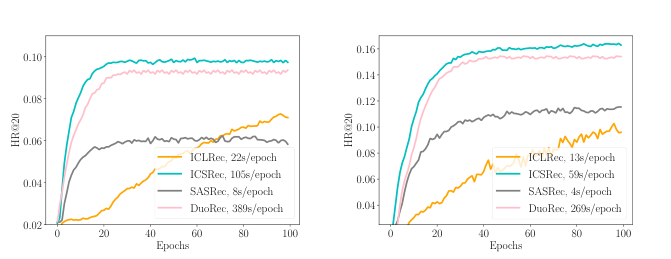 0.10
0.08
0.06
0.04
0.02
HR@20
0 20 40 60 80 100
Epochs
ICLRec, 22s/epoch
ICSRec, 105s/epoch
SASRec, 8s/epoch
DuoRec, 389s/epoch
0.16
0.14
0.12
0.10
0.08
0.06
0.04
HR@20
0 20 40 60 80 100
Epochs
ICLRec, 13s/epoch
ICSRec, 59s/epoch
SASRec, 4s/epoch
DuoRec, 269s/epoch